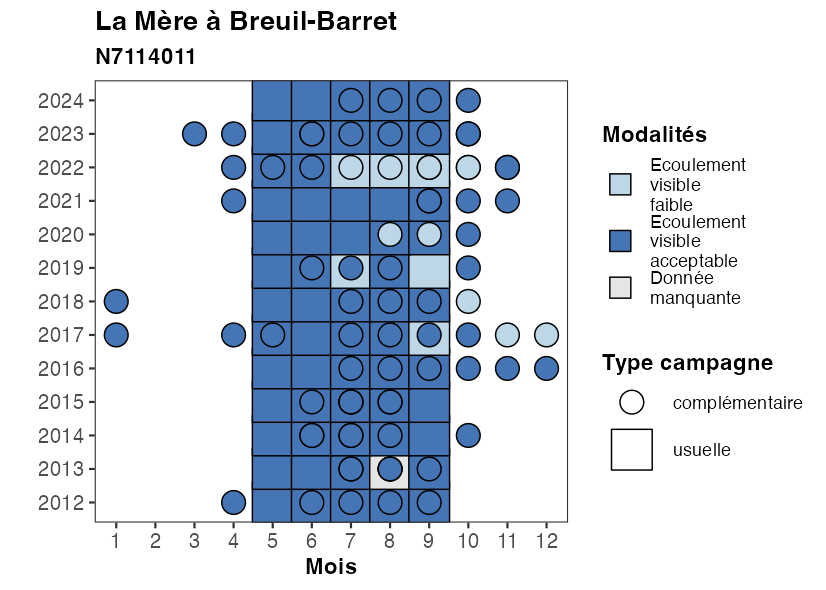 La Mère à Breuil-Barret
N7114011
2024
2023
2022
2021
2020
2019
2018
2017
2016
2015
2014
2013
2012
1 2 3 4 5 6 7 8 9 10 11 12
Mois
Modalités
Ecoulement
visible
faible
Ecoulement
visible
acceptable
Donnée
manquante
Type campagne
complémentaire
usuelle